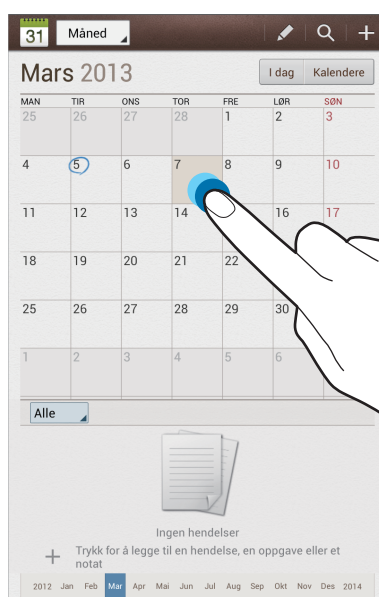 31 Måned
Mars 2013 I dag Kalendere
MAN TIR ONS TOR FRE LØR SØN
25 26 27 28 1 2 3
4 5 6 7 8 9 10
11 12 13 14 16 17
18 19 20 21 22
25 26 27 28 29 30
1 2 3 4 5 6
Alle
Ingen hendelser
Trykk for å legge til en hendelse, en oppgave eller et
notat
2012 Jan Feb Mar Apr Mai Jun Jul Aug Sep Okt Nov Des 2014